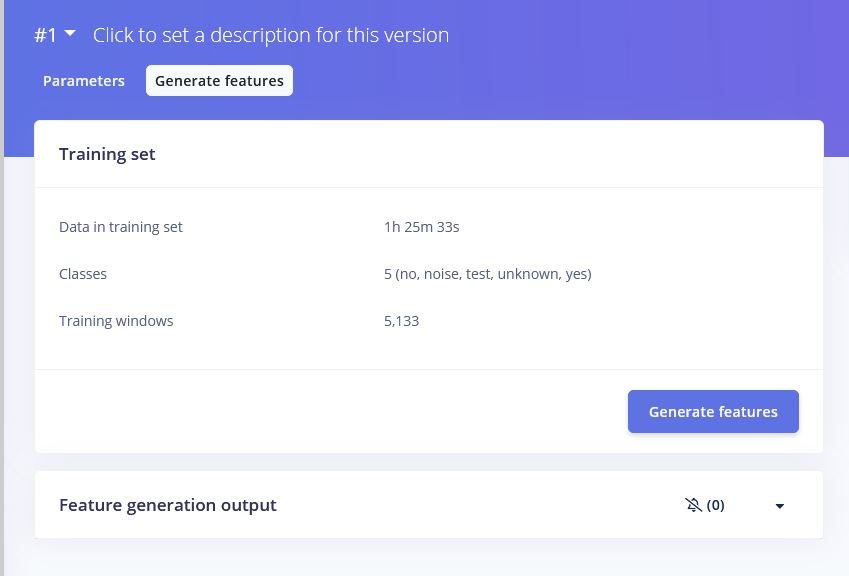 #1 Click to set a description for this version
Parameters Generate features
Training set
Data in training set 1h 25m 33s
Classes 5 (no, noise, test, unknown, yes)
Training windows 5,133
Generate features
Feature generation output (0)